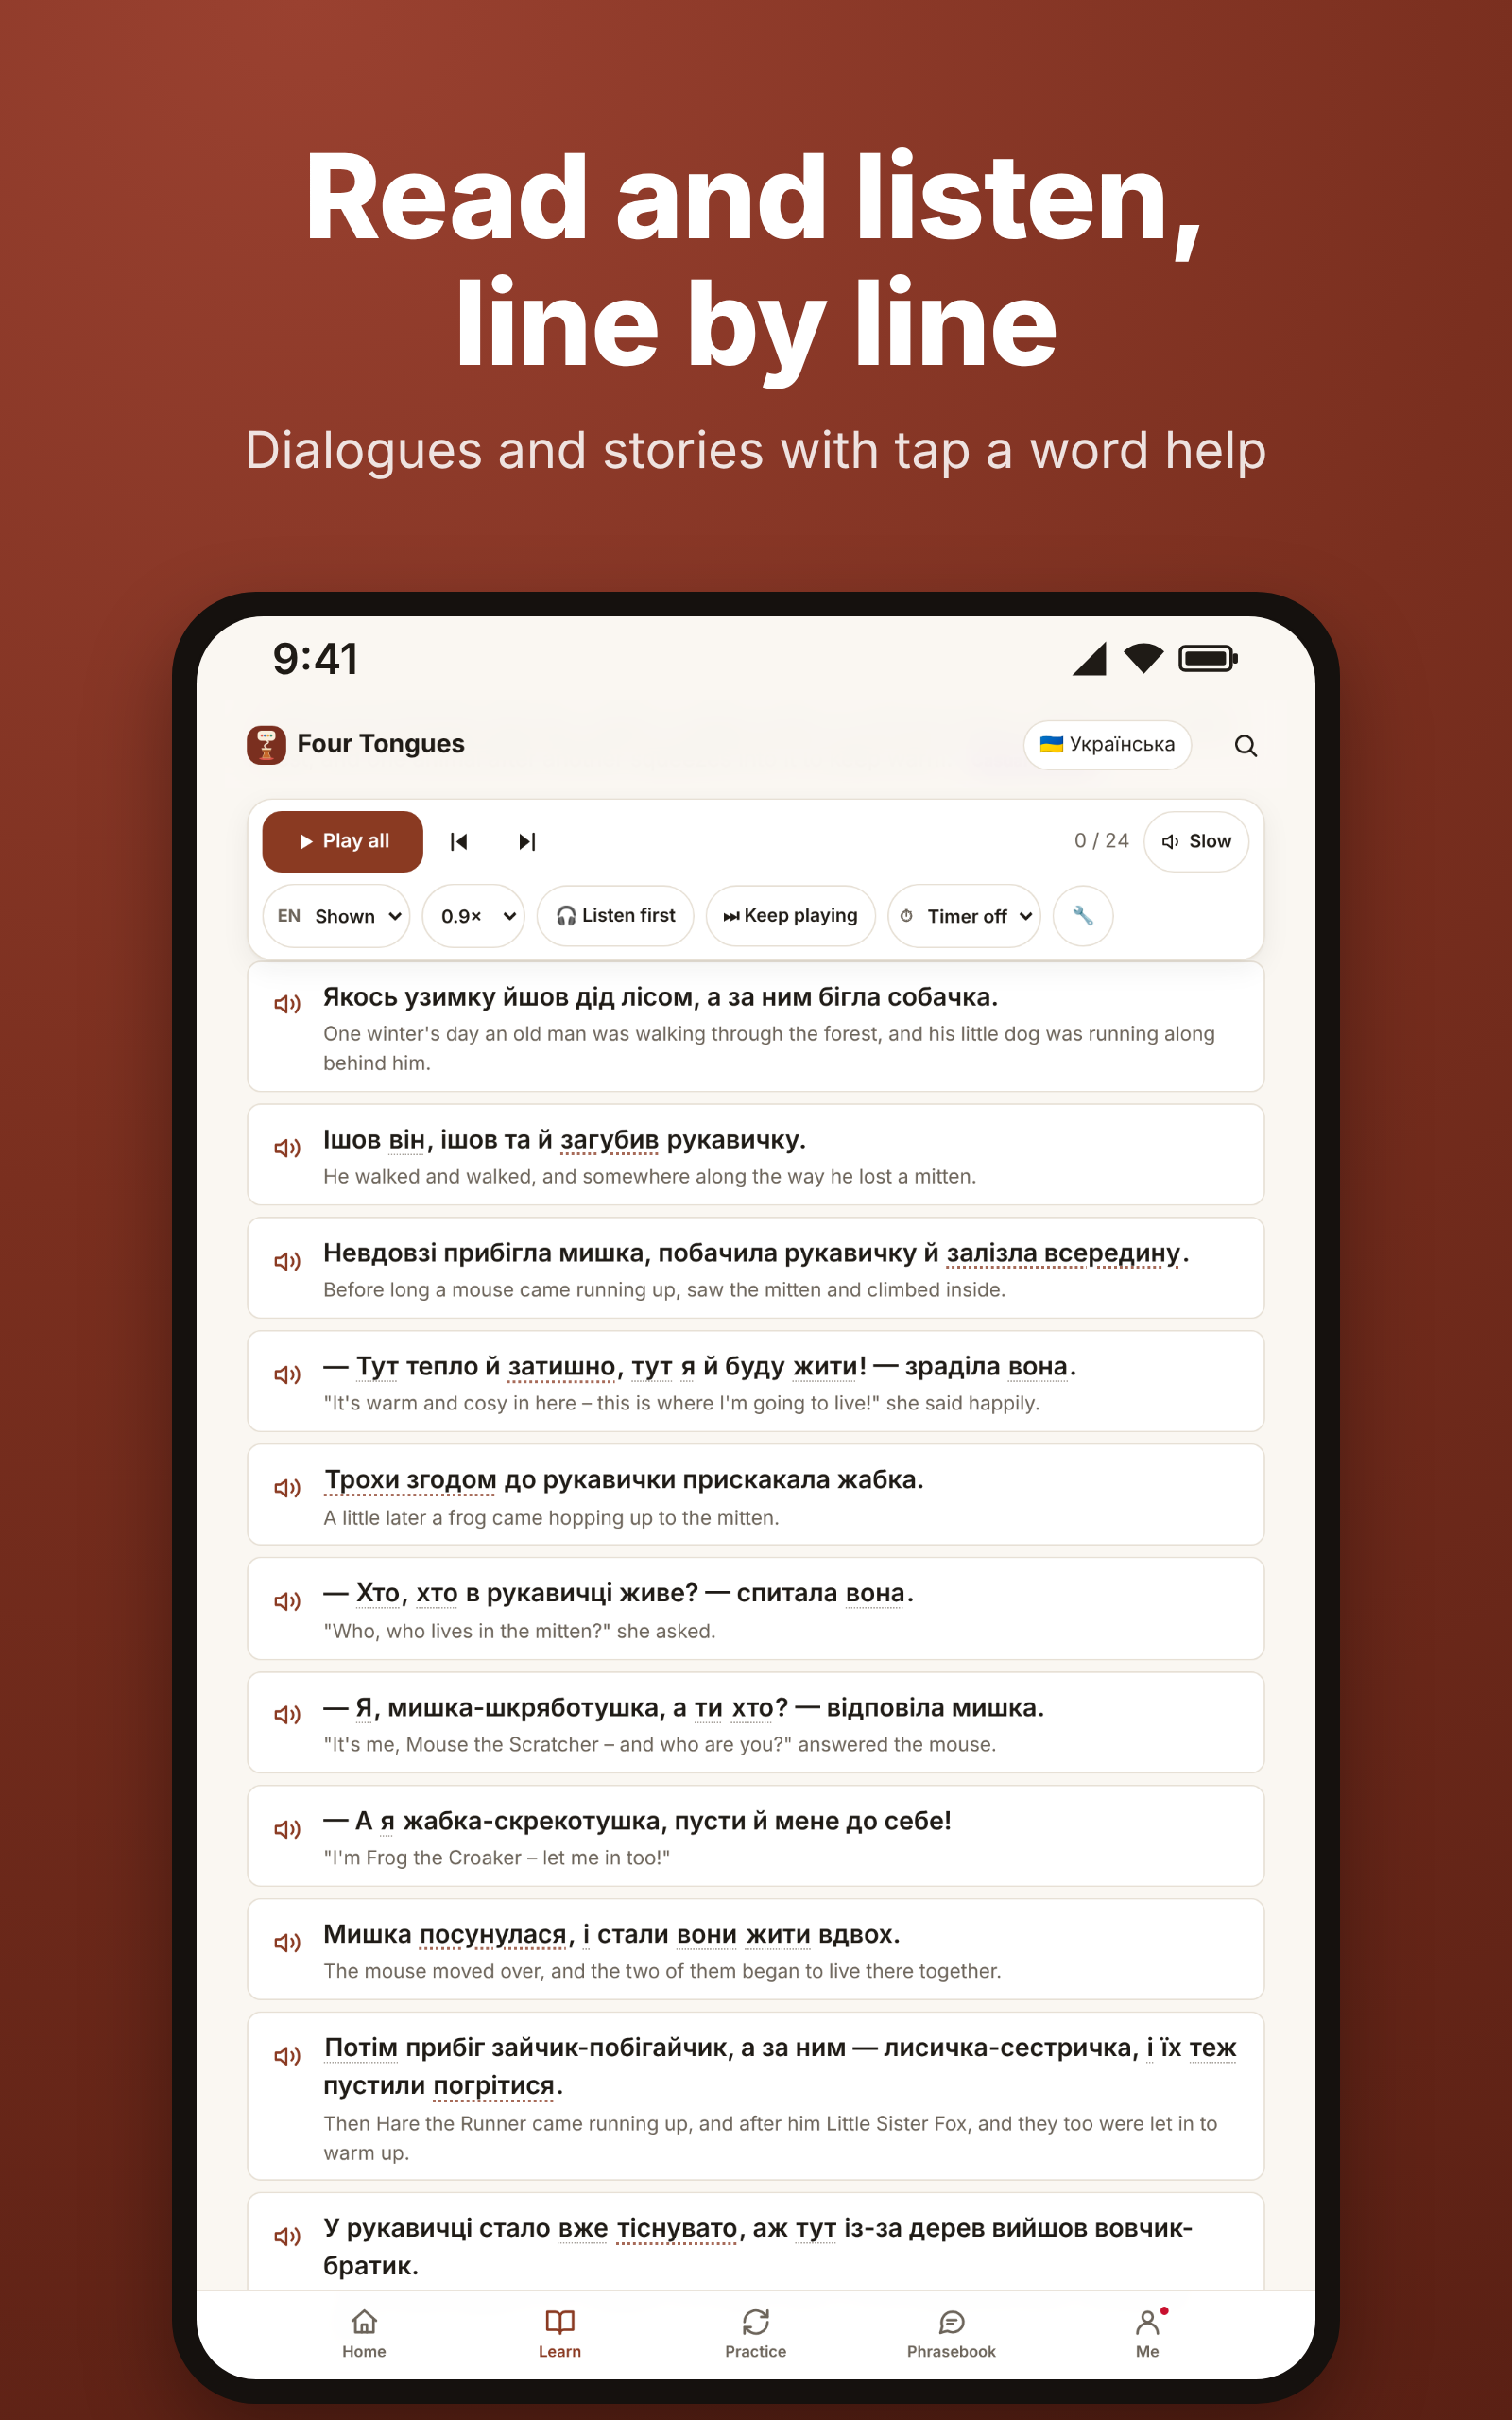 Read and listen,
line by line
Dialogues and stories with tap a word help
9:41
Four Tongues
🇺🇦 Українська
▶ Play all
0 / 24
Slow
EN Shown
0.9×
🎧 Listen first
⏭ Keep playing
⏱ Timer off
🔧
Якось узимку йшов дід лісом, а за ним бігла собачка.
One winter's day an old man was walking through the forest, and his little dog was running along
behind him.
Ішов він, ішов та й загубив рукавичку.
He walked and walked, and somewhere along the way he lost a mitten.
Невдовзі прибігла мишка, побачила рукавичку й залізла всередину.
Before long a mouse came running up, saw the mitten and climbed inside.
— Тут тепло й затишно, тут я й буду жити! — зраділа вона.
"It's warm and cosy in here – this is where I'm going to live!" she said happily.
Трохи згодом до рукавички прискакала жабка.
A little later a frog came hopping up to the mitten.
— Хто, хто в рукавичці живе? — спитала вона.
"Who, who lives in the mitten?" she asked.
— Я, мишка-шкряботушка, а ти хто? — відповіла мишка.
"It's me, Mouse the Scratcher – and who are you?" answered the mouse.
— А я жабка-скрекотушка, пусти й мене до себе!
"I'm Frog the Croaker – let me in too!"
Мишка посунулася, і стали вони жити вдвох.
The mouse moved over, and the two of them began to live there together.
Потім прибіг зайчик-побігайчик, а за ним — лисичка-сестричка, і їх теж
пустили погрітися.
Then Hare the Runner came running up, and after him Little Sister Fox, and they too were let in to
warm up.
У рукавичці стало вже тіснувато, аж тут із-за дерев вийшов вовчик-
братик.
Home
Learn
Practice
Phrasebook
Me